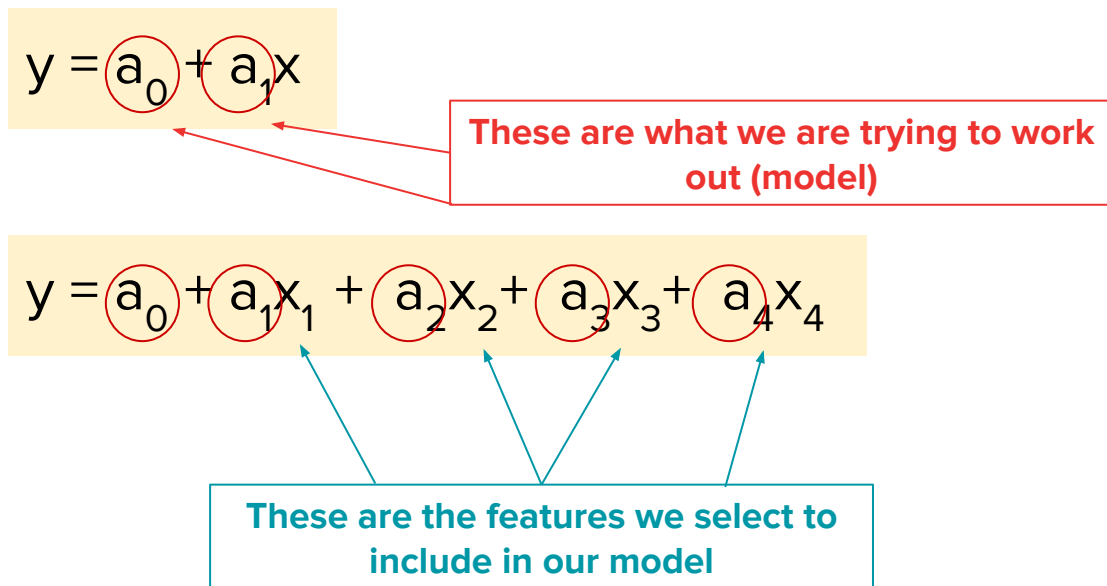 y = a₀ + a₁x
These are what we are trying to work
out (model)
y = a₀ + a₁x₁ + a₂x₂+ a₃x₃+ a₄x₄
These are the features we select to
include in our model